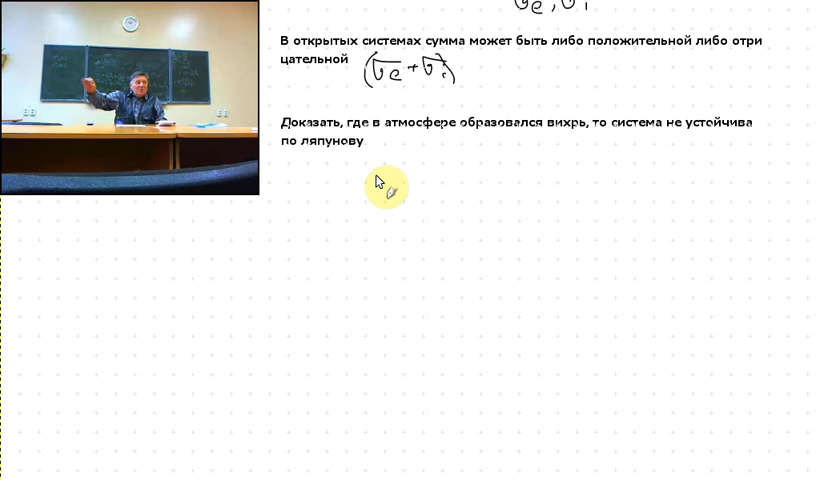 σe, σi
В открытых системах сумма может быть либо положительной либо отри
цательной (σe + σi)
Доказать, где в атмосфере образовался вихрь, то система не устойчива
по ляпунову